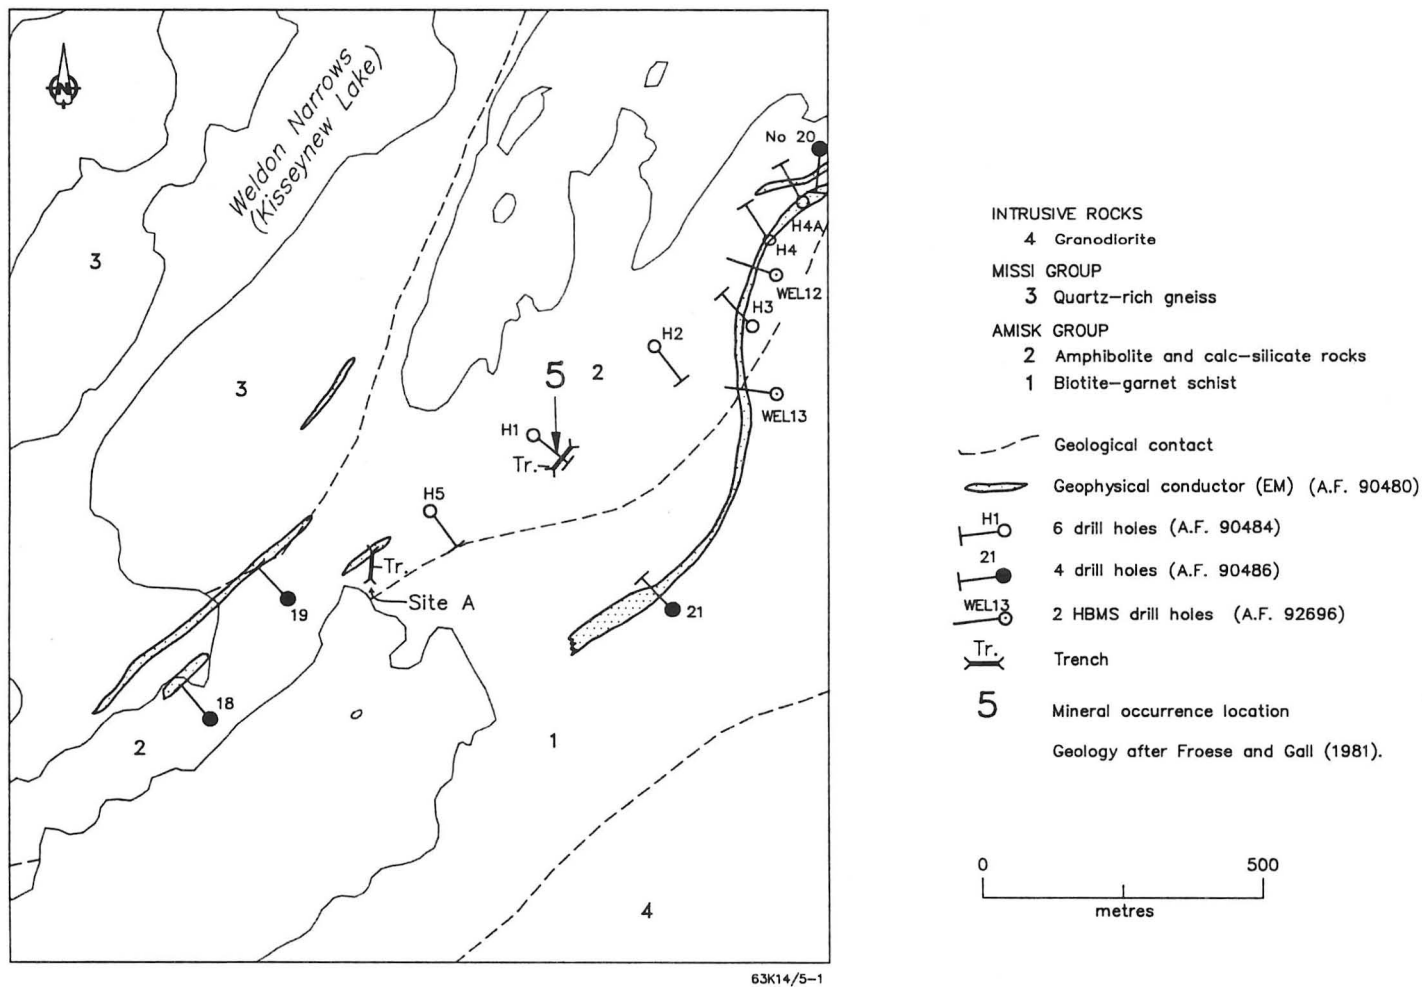 N
Weldon Narrows
(Kisseynew Lake)
No 20
H4A
H4
WEL12
3
H3
H2
5
2
3
WEL13
H1
Tr.
H5
Tr.
Site A
19
21
18
2
1
4
63K14/5-1
INTRUSIVE ROCKS
4 Granodiorite
MISSI GROUP
3 Quartz-rich gneiss
AMISK GROUP
2 Amphibolite and calc-silicate rocks
1 Biotite-garnet schist
Geological contact
Geophysical conductor (EM) (A.F. 90480)
H1 6 drill holes (A.F. 90484)
21 4 drill holes (A.F. 90486)
WEL13 2 HBMS drill holes (A.F. 92696)
Tr. Trench
5 Mineral occurrence location
Geology after Froese and Gall (1981).
0 500
metres